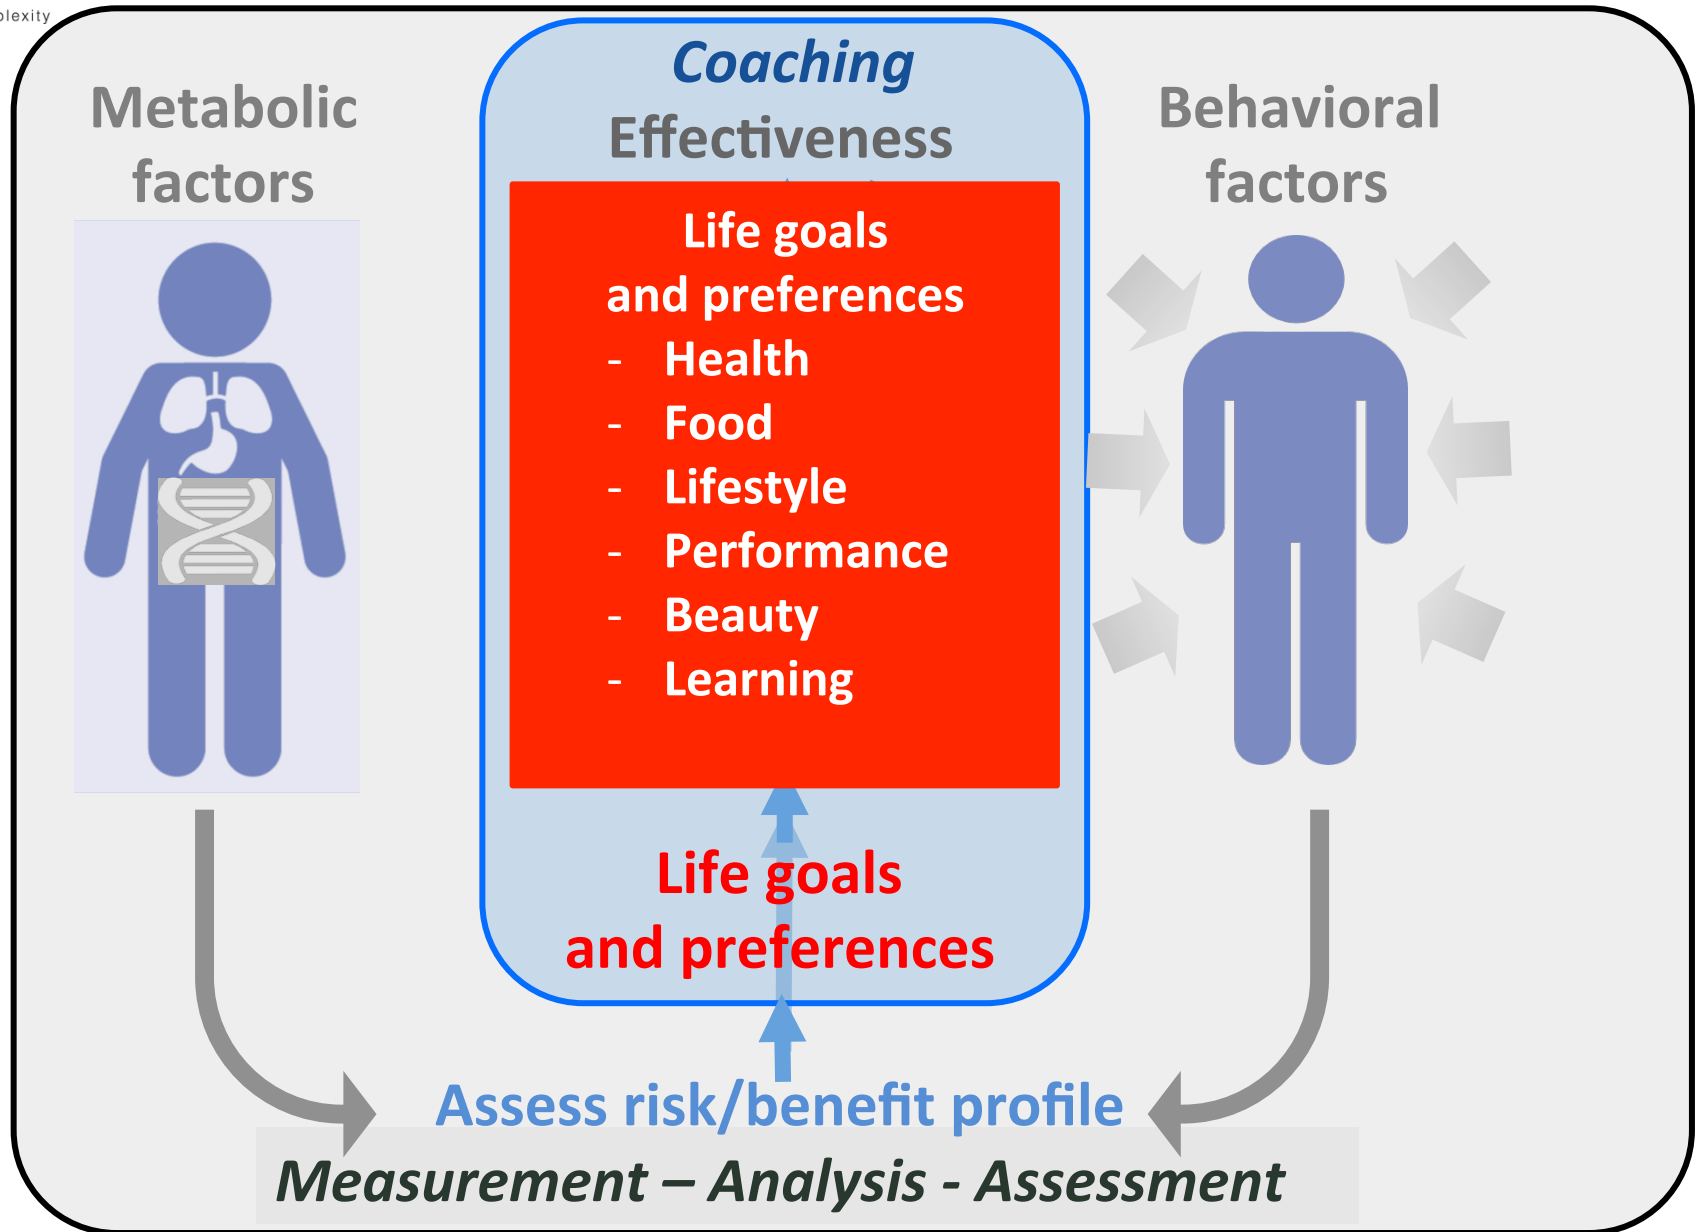 Metabolic
factors
Coaching
Effectiveness
Life goals
and preferences
- Health
- Food
- Lifestyle
- Performance
- Beauty
- Learning
Behavioral
factors
Life goals
and preferences
Assess risk/benefit profile
Measurement – Analysis - Assessment